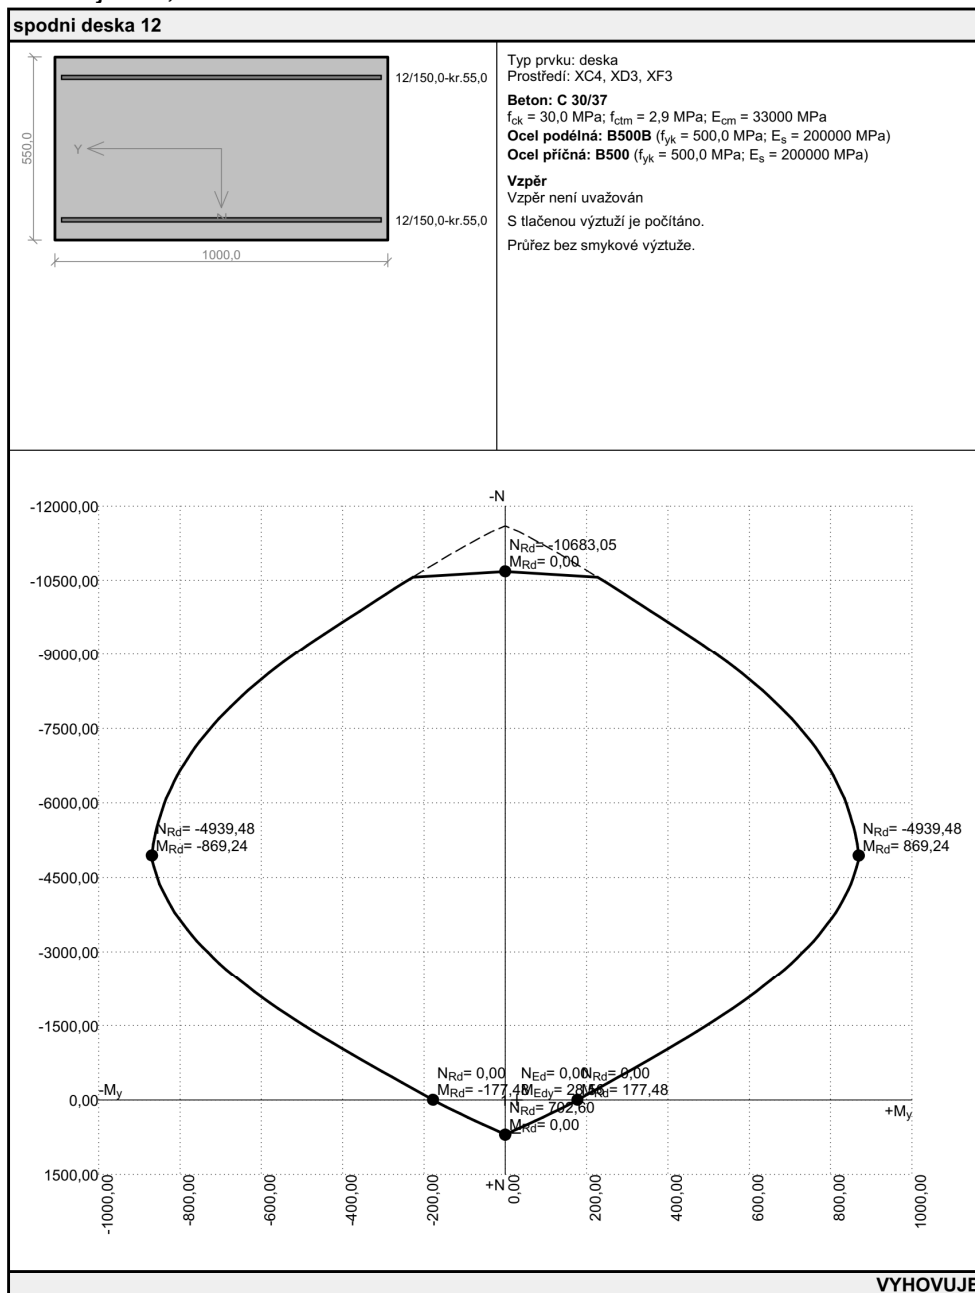 spodni deska 12
12/150,0-kr.55,0
550,0
Y
Z
12/150,0-kr.55,0
1000,0
Typ prvku: deska
Prostředí: XC4, XD3, XF3
Beton: C 30/37
fck = 30,0 MPa; fctm = 2,9 MPa; Ecm = 33000 MPa
Ocel podélná: B500B (fyk = 500,0 MPa; Es = 200000 MPa)
Ocel příčná: B500 (fyk = 500,0 MPa; Es = 200000 MPa)
Vzpěr
Vzpěr není uvažován
S tlačenou výztuží je počítáno.
Průřez bez smykové výztuže.
-N
-12000,00
NRd= -10683,05
MRd= 0,00
-10500,00
-9000,00
-7500,00
-6000,00
NRd= -4939,48
MRd= -869,24
NRd= -4939,48
MRd= 869,24
-4500,00
-3000,00
-1500,00
NRd= 0,00
MRd= -177,48
NEd= 0,00
MEdy= 28,56
NRd= 0,00
MRd= 177,48
-My
0,00
NRd= 702,60
MRd= 0,00
+My
1500,00
+N
-1000,00
-800,00
-600,00
-400,00
-200,00
0,00
200,00
400,00
600,00
800,00
1000,00
VYHOVUJE